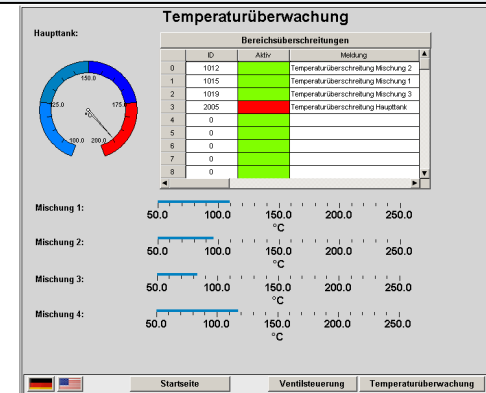 Temperaturüberwachung
Haupttank:
150.0
125.0
175.0
100.0
200.0
°C
Bereichsüberschreitungen
ID Aktiv Meldung
0 1012 Temperaturüberschreitung Mischung 2
1 1015 Temperaturüberschreitung Mischung 1
2 1019 Temperaturüberschreitung Mischung 3
3 2005 Temperaturüberschreitung Haupttank
4 0
5 0
6 0
7 0
8 0
Mischung 1:
50.0 100.0 150.0 200.0 250.0
°C
Mischung 2:
50.0 100.0 150.0 200.0 250.0
°C
Mischung 3:
50.0 100.0 150.0 200.0 250.0
°C
Mischung 4:
50.0 100.0 150.0 200.0 250.0
°C
Startseite Ventilsteuerung Temperaturüberwachung